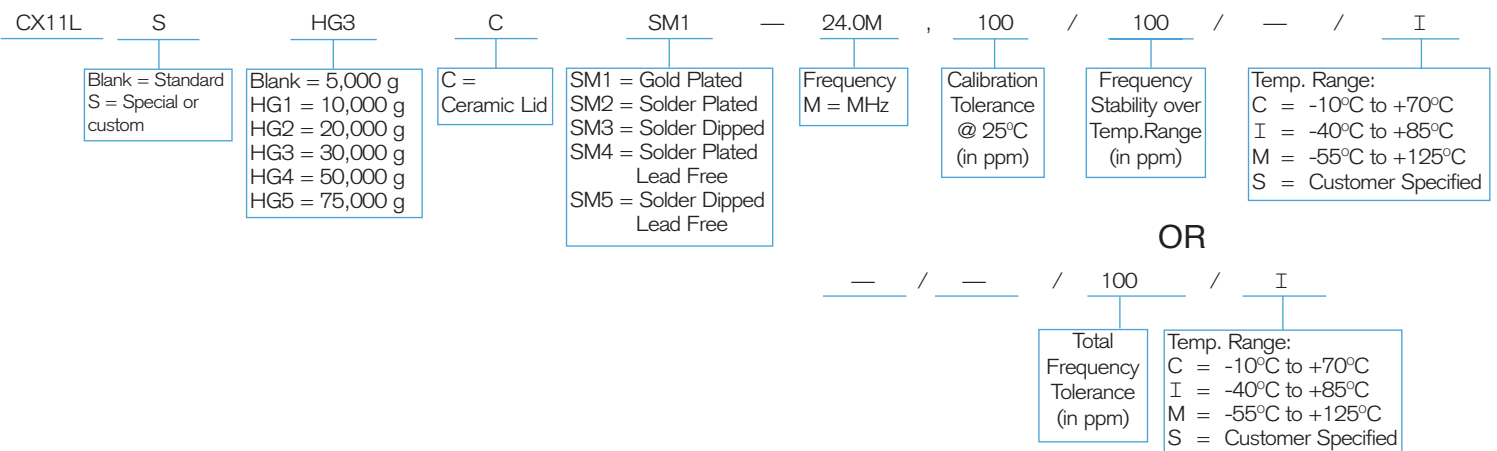 CX11L S HG3 C SM1 — 24.0M , 100 / 100 / — / I
Blank = Standard
S = Special or
custom
Blank = 5,000 g
HG1 = 10,000 g
HG2 = 20,000 g
HG3 = 30,000 g
HG4 = 50,000 g
HG5 = 75,000 g
C =
Ceramic Lid
SM1 = Gold Plated
SM2 = Solder Plated
SM3 = Solder Dipped
SM4 = Solder Plated
Lead Free
SM5 = Solder Dipped
Lead Free
Frequency
M = MHz
Calibration
Tolerance
@ 25ºC
(in ppm)
Frequency
Stability over
Temp.Range
(in ppm)
Temp. Range:
C = -10ºC to +70ºC
I = -40ºC to +85ºC
M = -55ºC to +125ºC
S = Customer Specified
OR
— / — / 100 / I
Total
Frequency
Tolerance
(in ppm)
Temp. Range:
C = -10ºC to +70ºC
I = -40ºC to +85ºC
M = -55ºC to +125ºC
S = Customer Specified